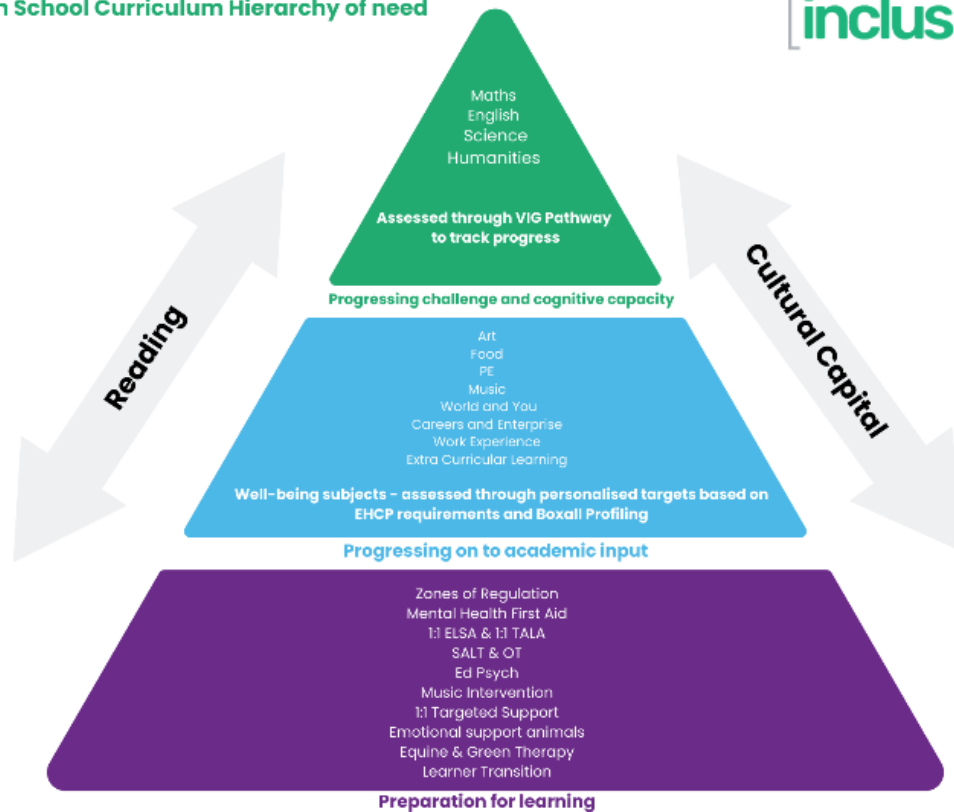 School Curriculum Hierarchy of need
inclus
Maths
English
Science
Humanities
Assessed through VIG Pathway
to track progress
Progressing challenge and cognitive capacity
Reading
Cultural Capital
Art
Food
PE
Music
World and You
Careers and Enterprise
Work Experience
Extra Curricular Learning
Well-being subjects - assessed through personalised targets based on
EHCP requirements and Boxall Profiling
Progressing on to academic input
Zones of Regulation
Mental Health First Aid
1:1 ELSA & 1:1 TALA
SALT & OT
Ed Psych
Music Intervention
1:1 Targeted Support
Emotional support animals
Equine & Green Therapy
Learner Transition
Preparation for learning